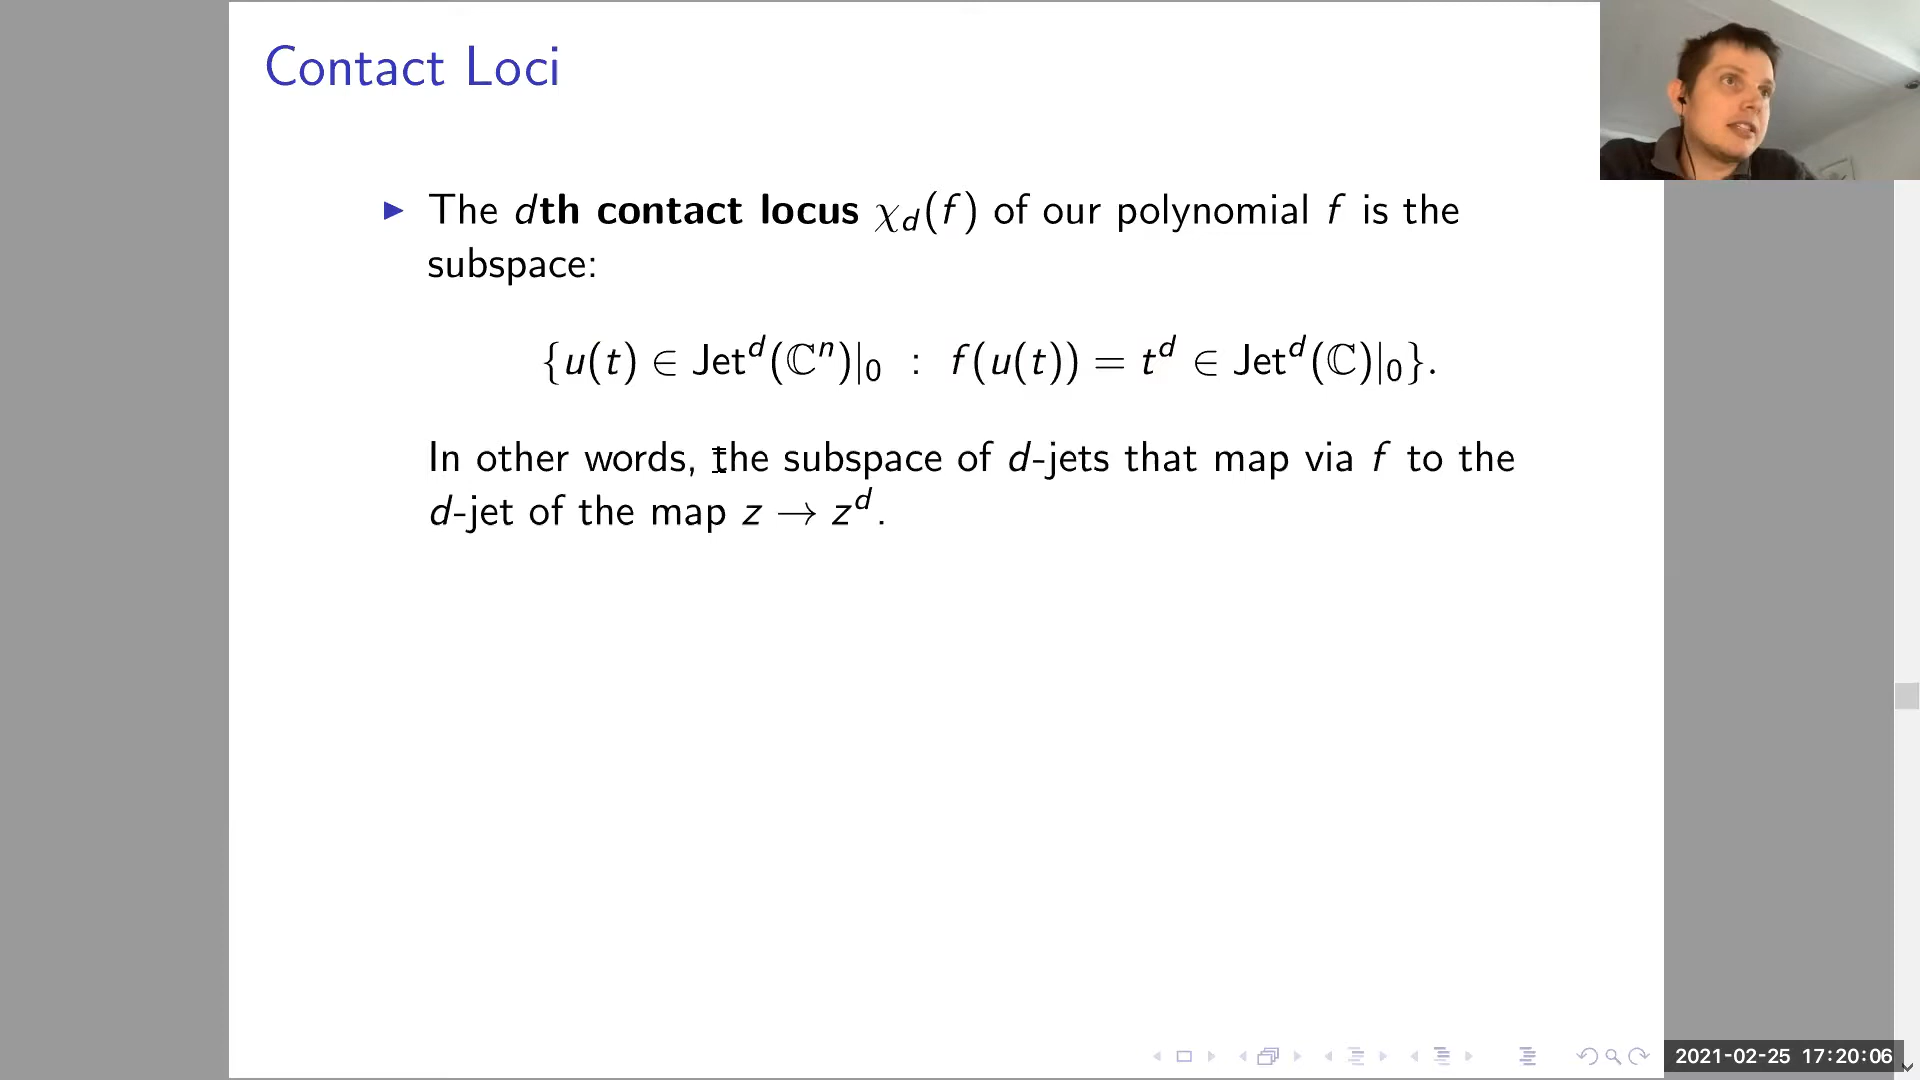 Contact Loci
▶ The dth contact locus χ_d(f) of our polynomial f is the
subspace:
{u(t) ∈ Jet^d(ℂ^n)|_0 : f(u(t)) = t^d ∈ Jet^d(ℂ)|_0}.
In other words, the subspace of d-jets that map via f to the
d-jet of the map z → z^d.
2021-02-25 17:20:06